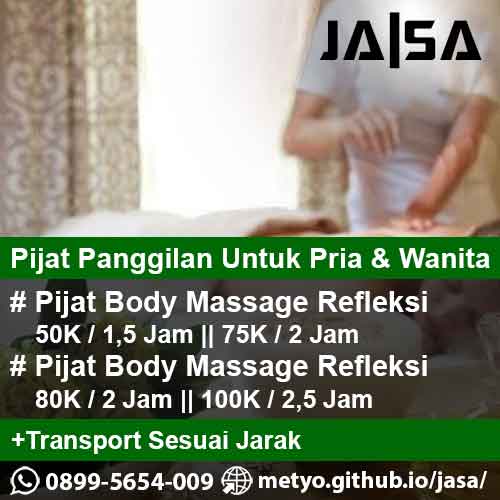 JA|SA
Pijat Panggilan Untuk Pria & Wanita
# Pijat Body Massage Refleksi
50K / 1,5 Jam || 75K / 2 Jam
# Pijat Body Massage Refleksi
80K / 2 Jam || 100K / 2,5 Jam
+Transport Sesuai Jarak
0899-5654-009 metyo.github.io/jasa/